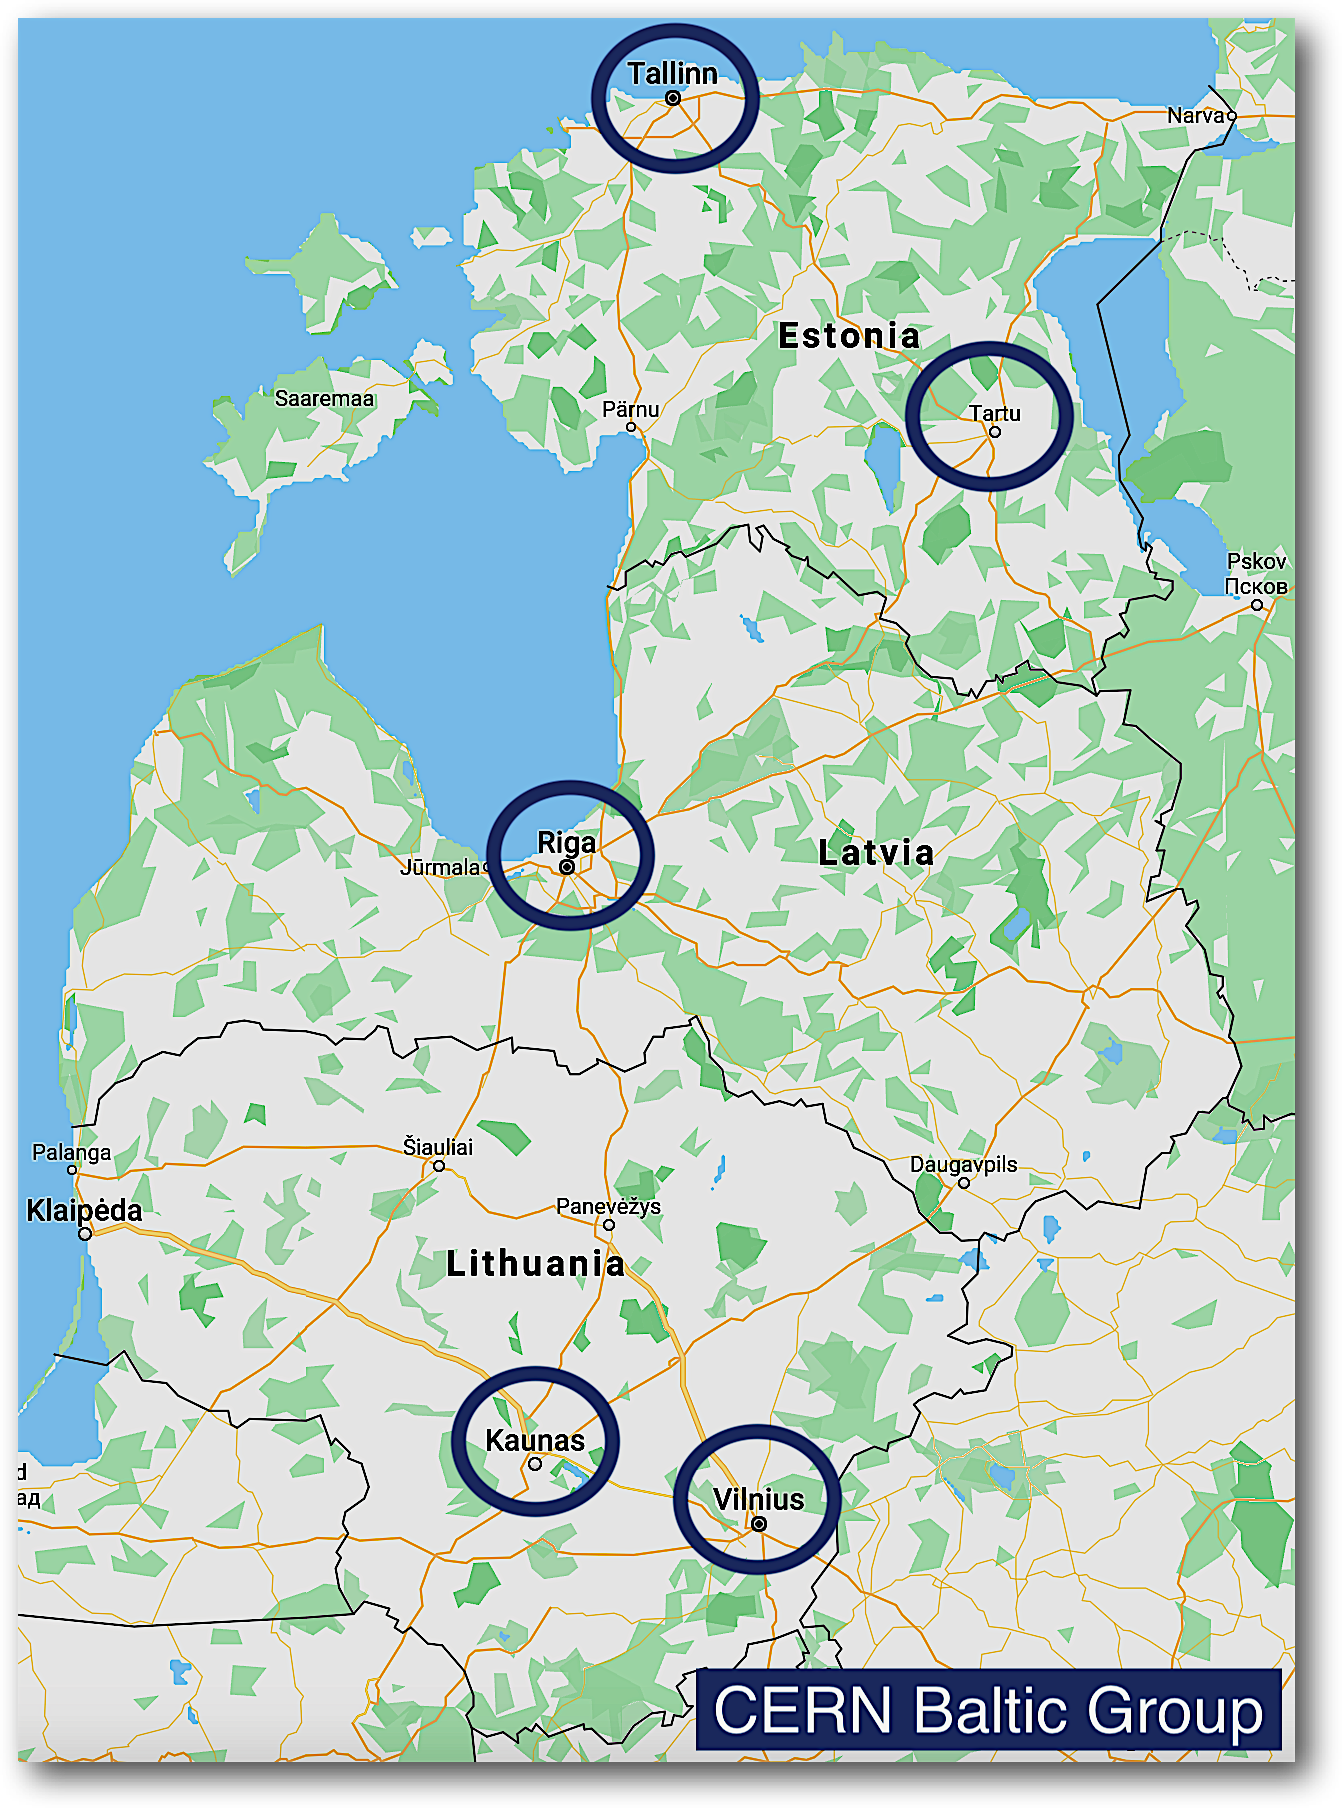 Tallinn
Narva
Estonia
Saaremaa
Pärnu
Tartu
Pskov
Псков
Riga
Jūrmala
Latvia
Palanga
Šiauliai
Daugavpils
Klaipėda
Panevėžys
Lithuania
Kaunas
d
ад
Vilnius
CERN Baltic Group